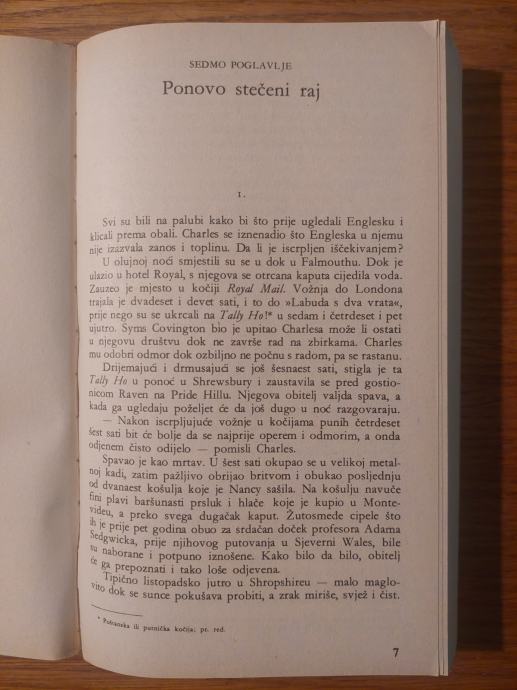 SEDMO POGLAVLJE
Ponovo stečeni raj
1.
Svi su bili na palubi kako bi što prije ugledali Englesku i
klicali prema obali. Charles se iznenadio što Engleska u njemu
nije izazvala zanos i toplinu. Da li je iscrpljen iščekivanjem?
U olujnoj noći smjestili su se u dok u Falmouthu. Dok je
ulazio u hotel Royal, s njegova se otrcana kaputa cijedila voda.
Zauzeo je mjesto u kočiji Royal Mail. Vožnja do Londona
trajala je dvadeset i devet sati, i to do »Labuda s dva vrata«,
prije nego su se ukrcali na Tally Ho!* u sedam i četrdeset i pet
ujutro. Syms Covington bio je upitao Charlesa može li ostati
u njegovu društvu dok ne završe rad na zbirkama. Charles
mu odobri odmor dok ozbiljno ne počnu s radom, pa se rastanu.
Drijemajući i drmusajući se još šesnaest sati, stigla je ta
Tally Ho u ponoć u Shrewsbury i zaustavila se pred gostio-
nicom Raven na Pride Hillu. Njegova obitelj valjda spava, a
kada ga ugledaju poželjet će da još dugo u noć razgovaraju.
— Nakon iscrpljujuće vožnje u kočijama punih četrdeset
šest sati bit će bolje da se najprije operem i odmorim, a onda
odjenem čisto odijelo — pomisli Charles.
Spavao je kao mrtav. U šest sati okupao se u velikoj metal-
noj kadi, zatim pažljivo obrijao britvom i obukao posljednju
od dvanaest košulja koje je Nancy sašila. Na košulju navuče
fini plavi baršunasti prsluk i hlače koje je kupio u Monte-
videu, a preko svega dugačak kaput. Žutosmeđe cipele što
ih je prije pet godina obuo za srdačan doček profesora Adama
Sedgwicka, prije njihovog putovanja u Sjeverni Wales, bile
su naborane i potpuno iznošene. Kako bilo da bilo, obitelj
će ga prepoznati i tako loše odjevena.
Tipično listopadsko jutro u Shropshireu — malo maglo-
vito dok se sunce pokušava probiti, a zrak miriše, svjež i čist.
* Poštanska ili putnička kočija; pr. red.
7